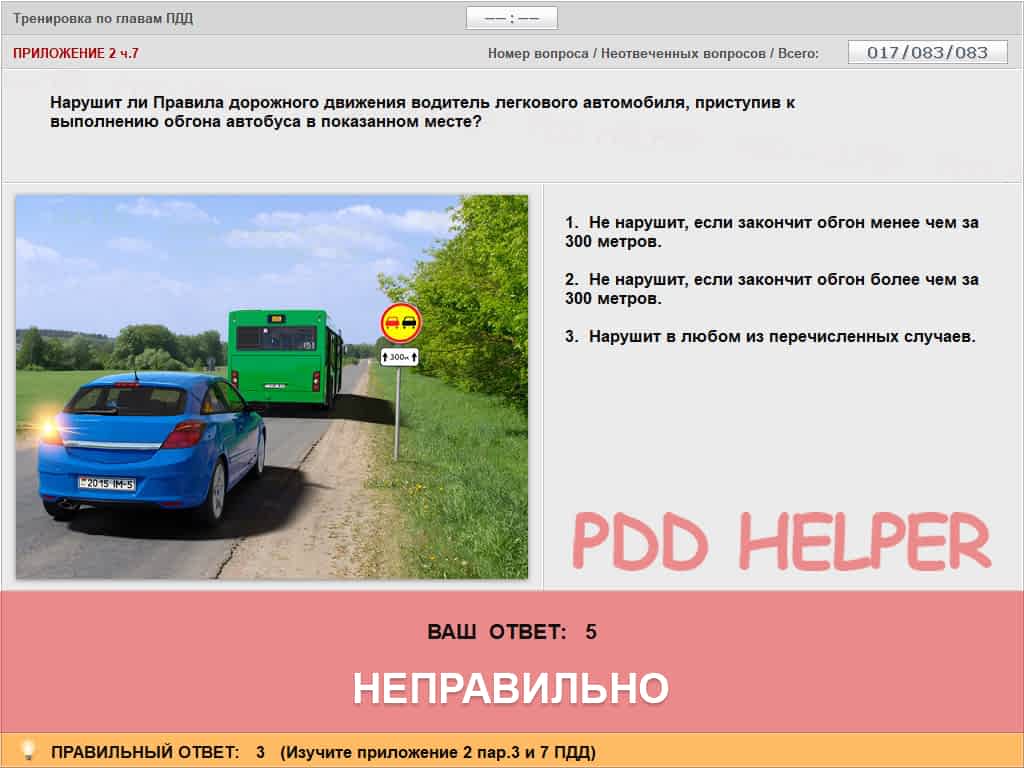 Тренировка по главам ПДД
–– : ––
ПРИЛОЖЕНИЕ 2 ч.7
Номер вопроса / Неотвеченных вопросов / Всего:
017/083/083
Нарушит ли Правила дорожного движения водитель легкового автомобиля, приступив к
выполнению обгона автобуса в показанном месте?
300м
2015 IM-5
1. Не нарушит, если закончит обгон менее чем за
300 метров.
2. Не нарушит, если закончит обгон более чем за
300 метров.
3. Нарушит в любом из перечисленных случаев.
PDD HELPER
ВАШ ОТВЕТ: 5
НЕПРАВИЛЬНО
ПРАВИЛЬНЫЙ ОТВЕТ: 3 (Изучите приложение 2 пар.3 и 7 ПДД)